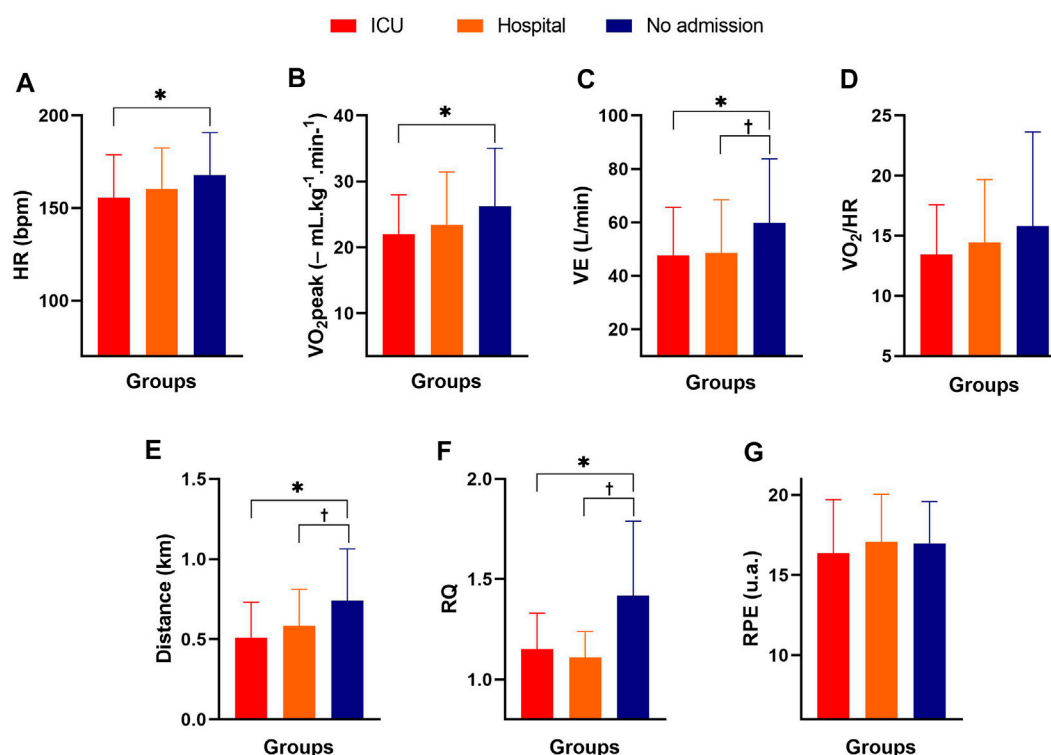 ICU Hospital No admission
A
HR (bpm)
200
150
100
*
Groups
B
VO₂peak (– mL.kg⁻¹.min-¹)
40
30
20
10
*
Groups
C
VE (L/min)
100
80
60
40
20
*
†
Groups
D
VO₂/HR
25
20
15
10
5
Groups
E
Distance (km)
1.5
1.0
0.5
0.0
*
†
Groups
F
RQ
2.0
1.5
1.0
*
†
Groups
G
RPE (u.a.)
20
15
10
Groups